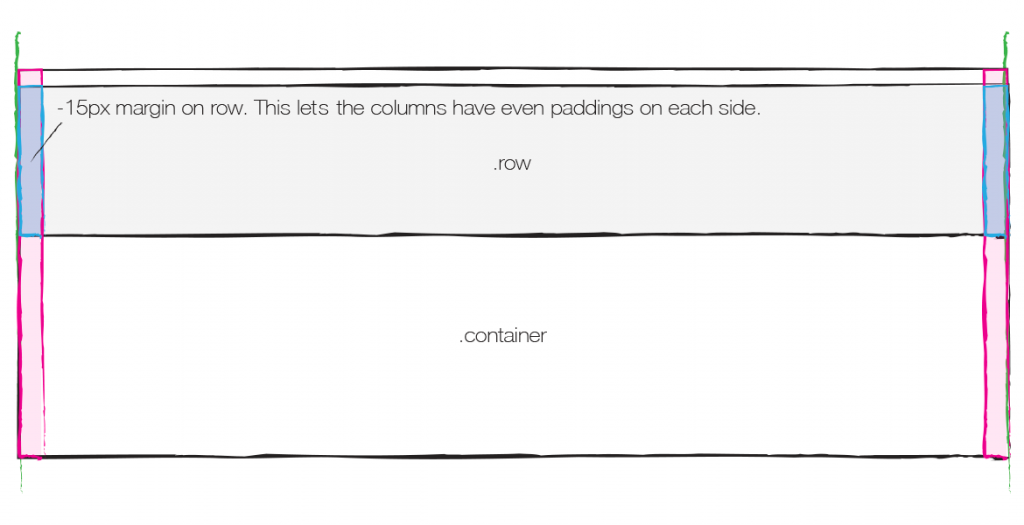 -15px margin on row. This lets the columns have even paddings on each side.
.row
.container